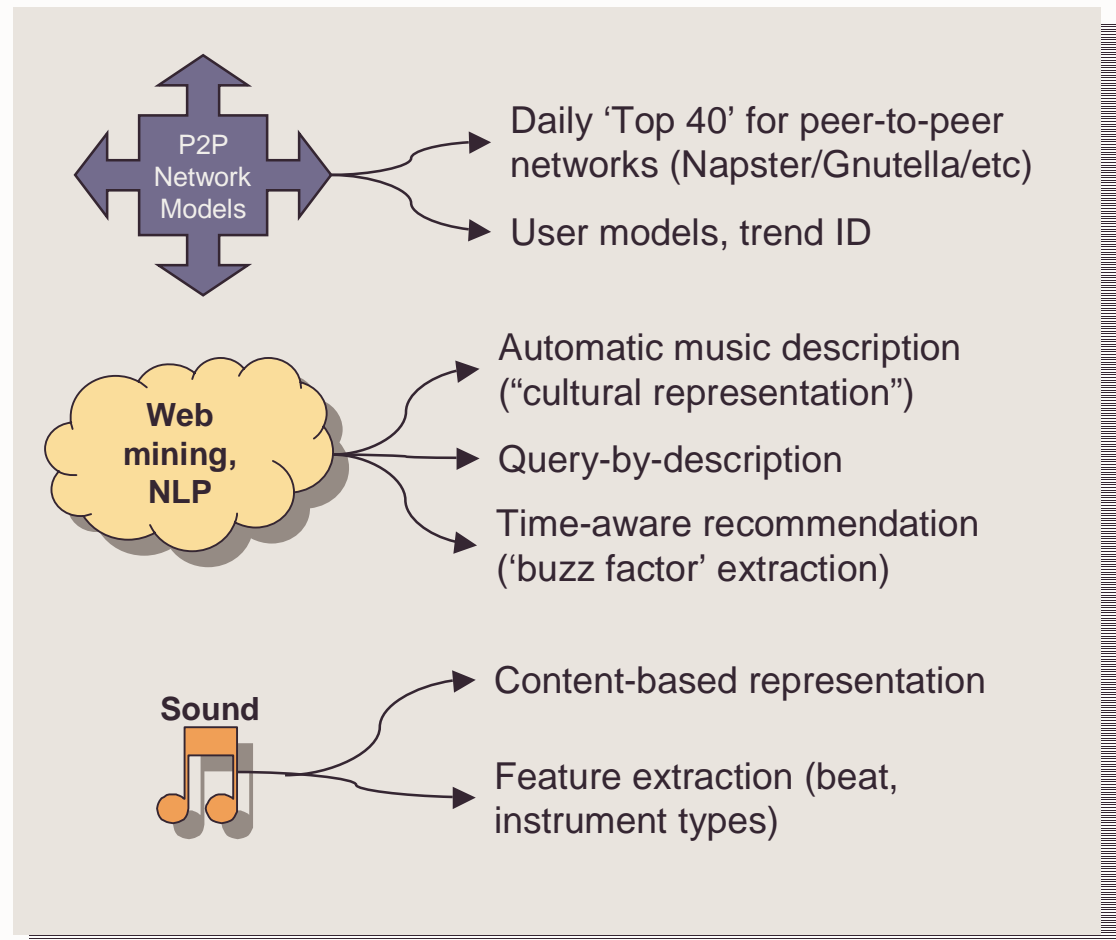 P2P
Network
Models
Daily ‘Top 40’ for peer-to-peer
networks (Napster/Gnutella/etc)
User models, trend ID
Web
mining,
NLP
Automatic music description
(“cultural representation”)
Query-by-description
Time-aware recommendation
(‘buzz factor’ extraction)
Sound
Content-based representation
Feature extraction (beat,
instrument types)